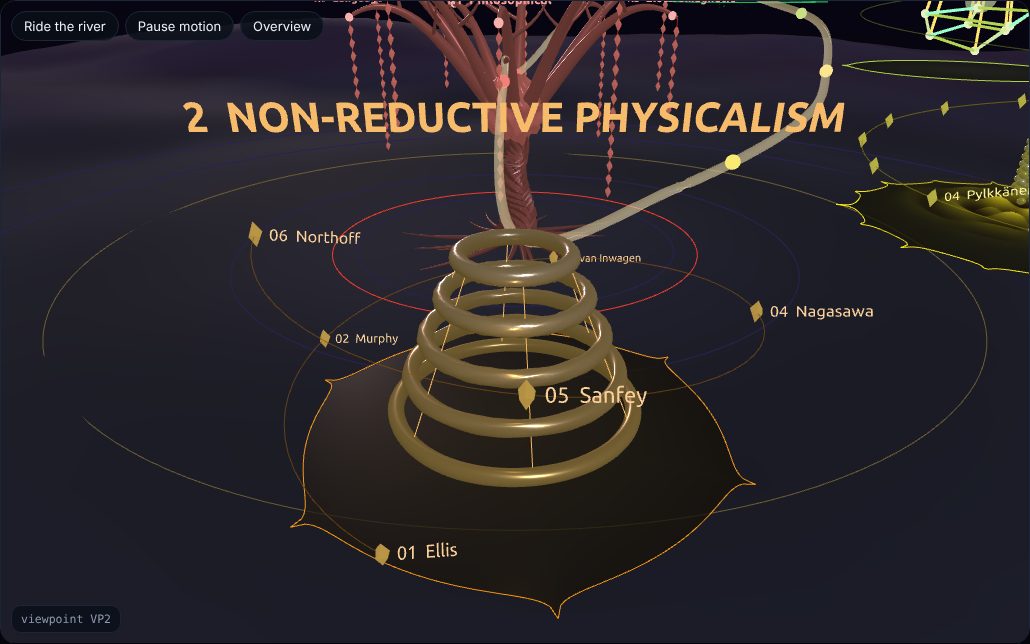 Ride the river
Pause motion
Overview
2 NON-REDUCTIVE PHYSICALISM
04 Pylkkäne
06 Northoff
van Inwagen
04 Nagasawa
02 Murphy
05 Sanfey
01 Ellis
viewpoint VP2